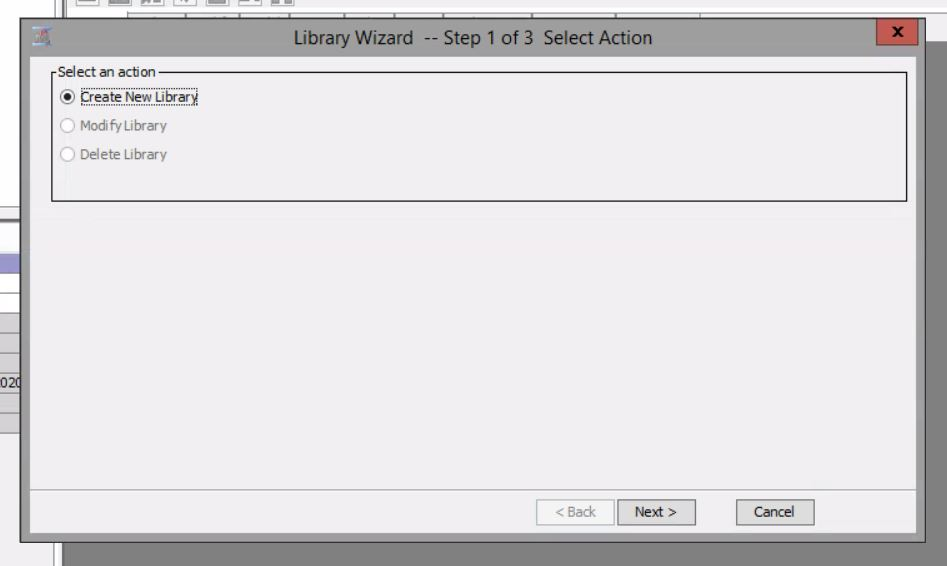 Library Wizard -- Step 1 of 3 Select Action
x
Select an action
Create New Library
Modify Library
Delete Library
020
< Back
Next >
Cancel